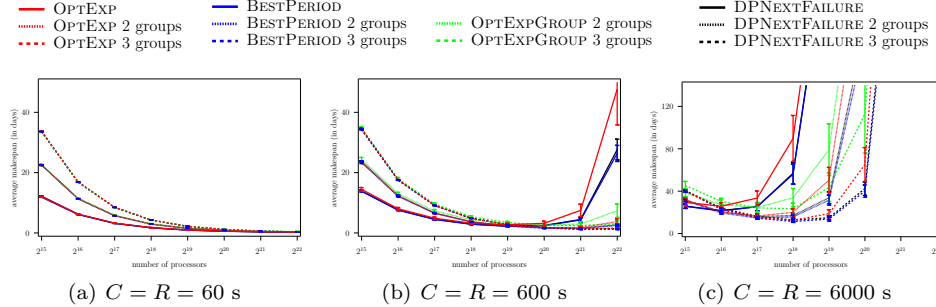 OPTEXP
OPTEXP 2 groups
OPTEXP 3 groups
BESTPERIOD
BESTPERIOD 2 groups
BESTPERIOD 3 groups
OPTEXPGROUP 2 groups
OPTEXPGROUP 3 groups
DPNEXTFAILURE
DPNEXTFAILURE 2 groups
DPNEXTFAILURE 3 groups
average makespan (in days)
40
20
0
2^15 2^16 2^17 2^18 2^19 2^20 2^21 2^22
number of processors
(a) C = R = 60 s
average makespan (in days)
40
20
0
2^15 2^16 2^17 2^18 2^19 2^20 2^21 2^22
number of processors
(b) C = R = 600 s
average makespan (in days)
120
80
40
0
2^15 2^16 2^17 2^18 2^19 2^20 2^21
number of processors
(c) C = R = 6000 s